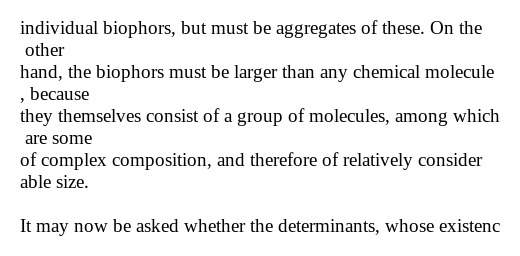 individual biophors, but must be aggregates of these. On the
other
hand, the biophors must be larger than any chemical molecule
, because
they themselves consist of a group of molecules, among which
are some
of complex composition, and therefore of relatively consider
able size.

It may now be asked whether the determinants, whose existenc